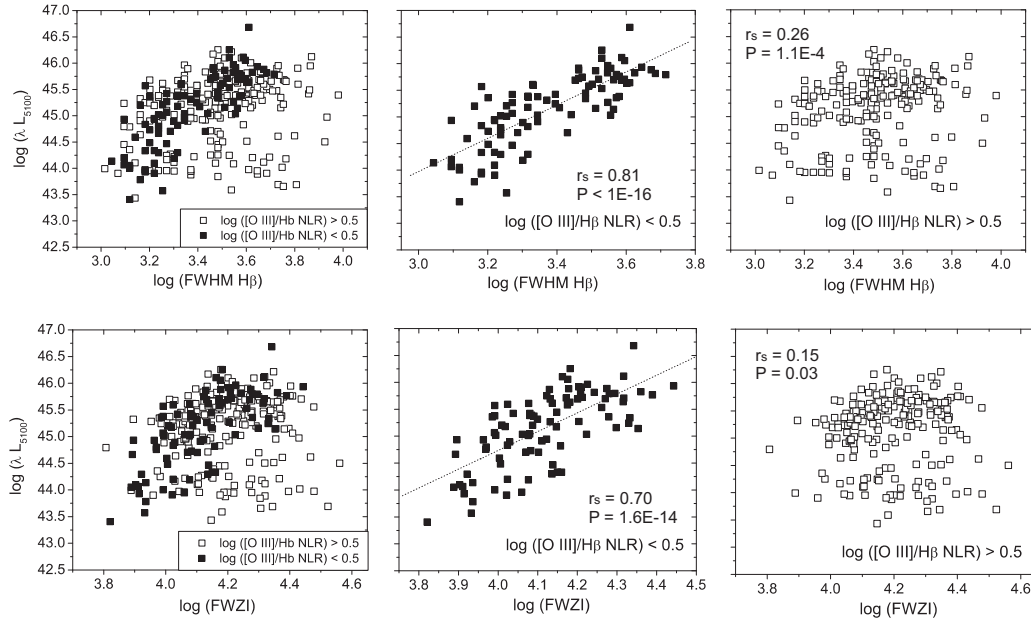 47.0
46.5
46.0
45.5
45.0
44.5
44.0
43.5
43.0
42.5
log (λ L5100)
3.0 3.2 3.4 3.6 3.8 4.0
log (FWHM Hβ)
log ([O III]/Hb NLR) > 0.5
log ([O III]/Hb NLR) < 0.5
rs = 0.81
P < 1E-16
log ([O III]/Hβ NLR) < 0.5
3.0 3.2 3.4 3.6 3.8
log (FWHM Hβ)
rs = 0.26
P = 1.1E-4
log ([O III]/Hβ NLR) > 0.5
3.0 3.2 3.4 3.6 3.8 4.0
log (FWHM Hβ)
47.0
46.5
46.0
45.5
45.0
44.5
44.0
43.5
43.0
42.5
log (λ L5100)
4.0 4.2 4.4 4.6
log (FWZI)
log ([O III]/Hb NLR) > 0.5
log ([O III]/Hb NLR) < 0.5
rs = 0.70
P = 1.6E-14
log ([O III]/Hβ NLR) < 0.5
3.8 3.9 4.0 4.1 4.2 4.3 4.4 4.5
log (FWZI)
rs = 0.15
P = 0.03
log ([O III]/Hβ NLR) > 0.5
3.8 4.0 4.2 4.4 4.6
log (FWZI)